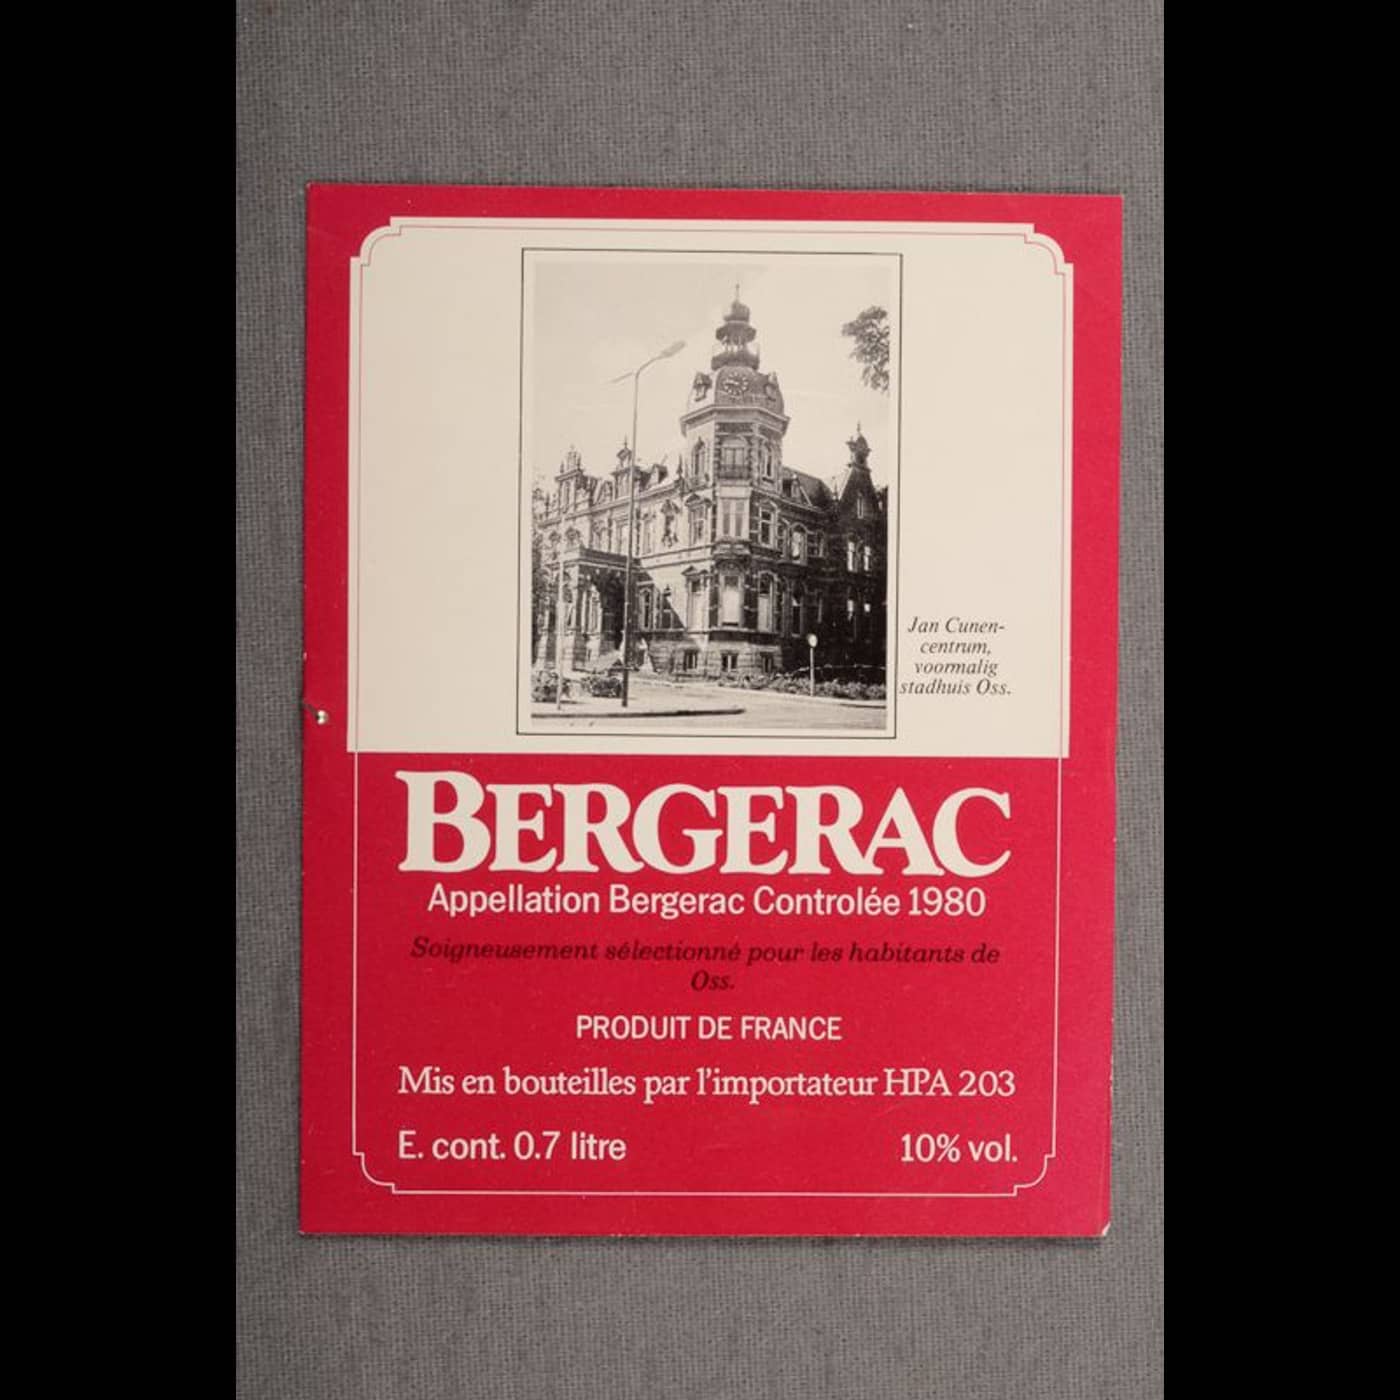 Jan Cunen-
centrum,
voormalig
stadhuis Oss.
BERGERAC
Appellation Bergerac Controlée 1980
Soigneusement sélectionné pour les habitants de
Oss.
PRODUIT DE FRANCE
Mis en bouteilles par l'importateur HPA 203
E. cont. 0.7 litre 10% vol.